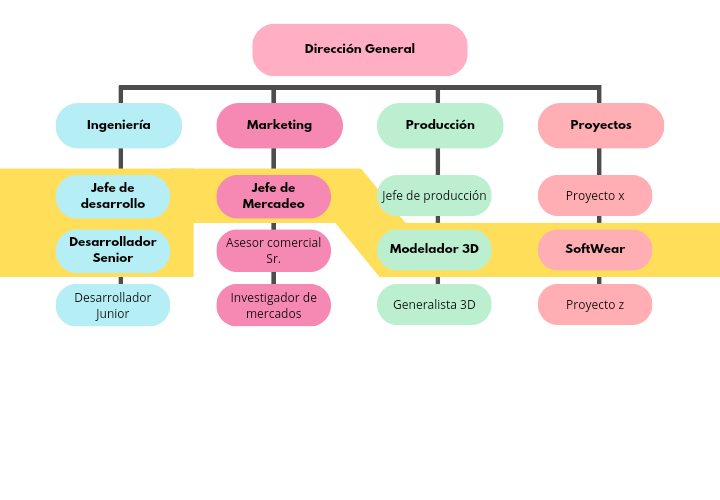 Dirección General
Ingeniería
Marketing
Producción
Proyectos
Jefe de
desarrollo
Jefe de
Mercadeo
Jefe de producción
Proyecto x
Desarrollador
Senior
Asesor comercial
Sr.
Modelador 3D
SoftWear
Desarrollador
Junior
Investigador de
mercados
Generalista 3D
Proyecto z